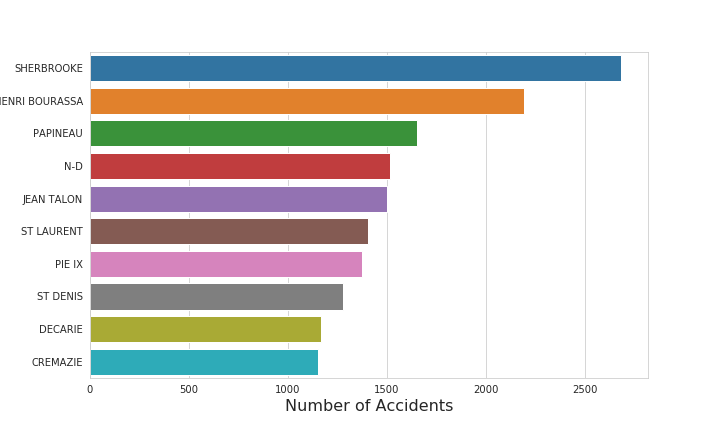 SHERBROOKE
ENRI BOURASSA
PAPINEAU
N-D
JEAN TALON
ST LAURENT
PIE IX
ST DENIS
DECARIE
CREMAZIE
0 500 1000 1500 2000 2500
Number of Accidents